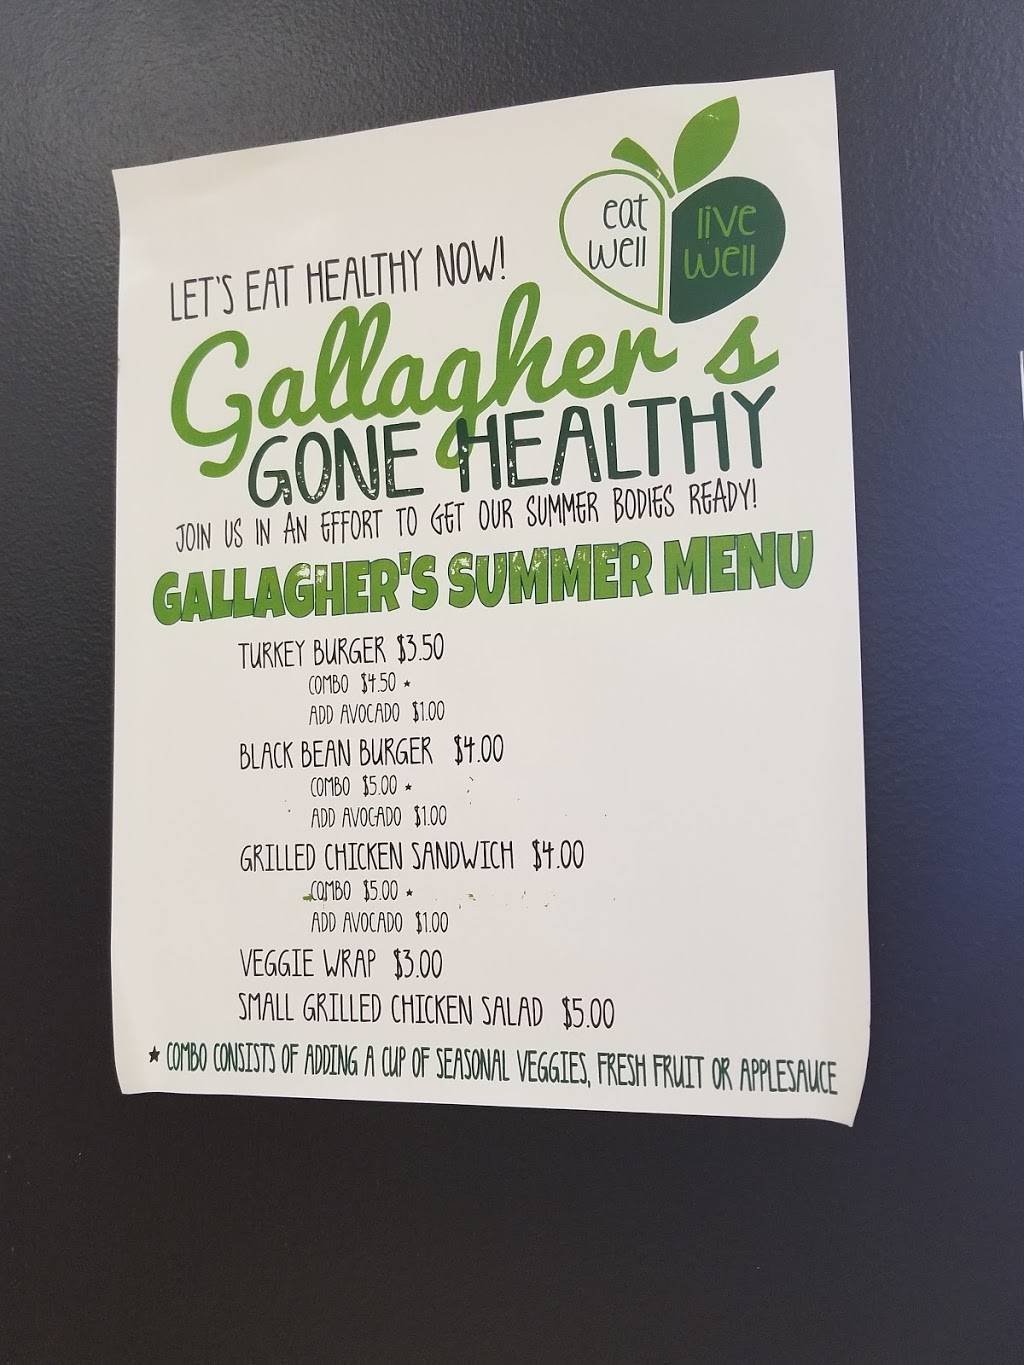 eat
well
live
well
LET'S EAT HEALTHY NOW!
Gallagher's
GONE HEALTHY
JOIN US IN AN EFFORT TO GET OUR SUMMER BODIES READY!
GALLAGHER'S SUMMER MENU
TURKEY BURGER $3.50
COMBO $4.50 *
ADD AVOCADO $1.00
BLACK BEAN BURGER $4.00
COMBO $5.00 *
ADD AVOCADO $1.00
GRILLED CHICKEN SANDWICH $4.00
COMBO $5.00 *
ADD AVOCADO $1.00
VEGGIE WRAP $3.00
SMALL GRILLED CHICKEN SALAD $5.00
* COMBO CONSISTS OF ADDING A CUP OF SEASONAL VEGGIES, FRESH FRUIT OR APPLESAUCE